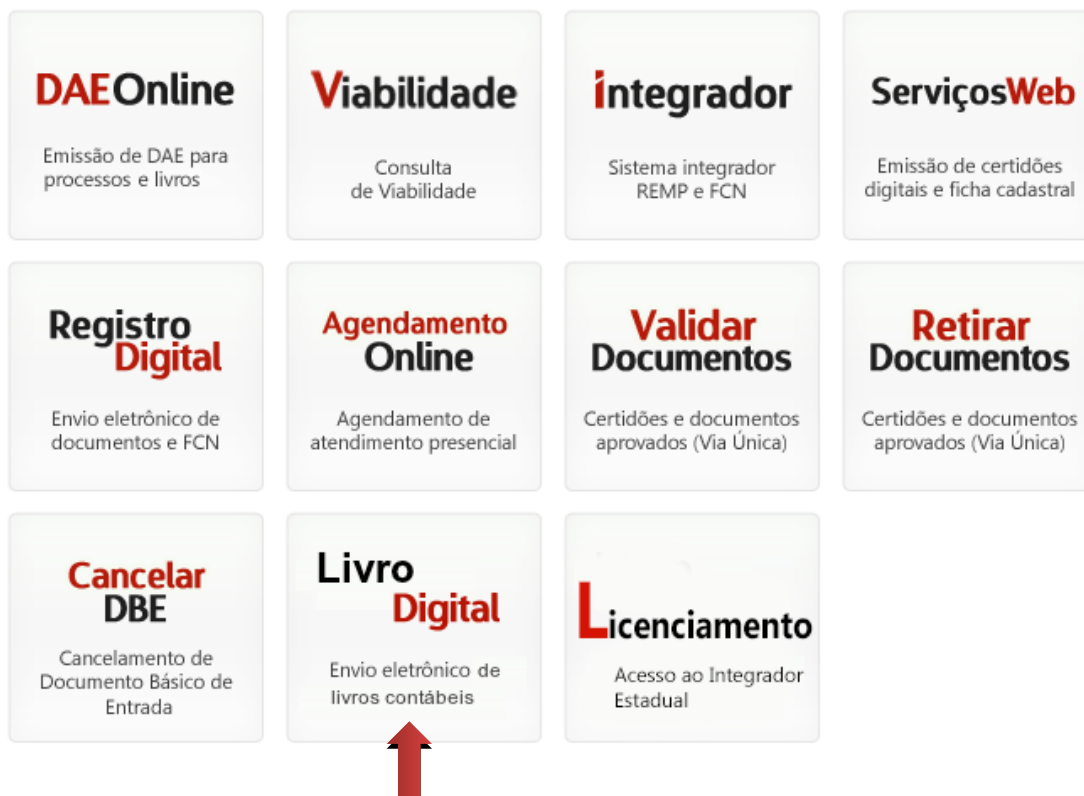 DAEOnline
Emissão de DAE para
processos e livros
Viabilidade
Consulta
de Viabilidade
integrador
Sistema integrador
REMP e FCN
ServiçosWeb
Emissão de certidões
digitais e ficha cadastral
Registro
Digital
Envio eletrônico de
documentos e FCN
Agendamento
Online
Agendamento de
atendimento presencial
Validar
Documentos
Certidões e documentos
aprovados (Via Única)
Retirar
Documentos
Certidões e documentos
aprovados (Via Única)
Cancelar
DBE
Cancelamento de
Documento Básico de
Entrada
Livro
Digital
Envio eletrônico de
livros contábeis
Licenciamento
Acesso ao Integrador
Estadual